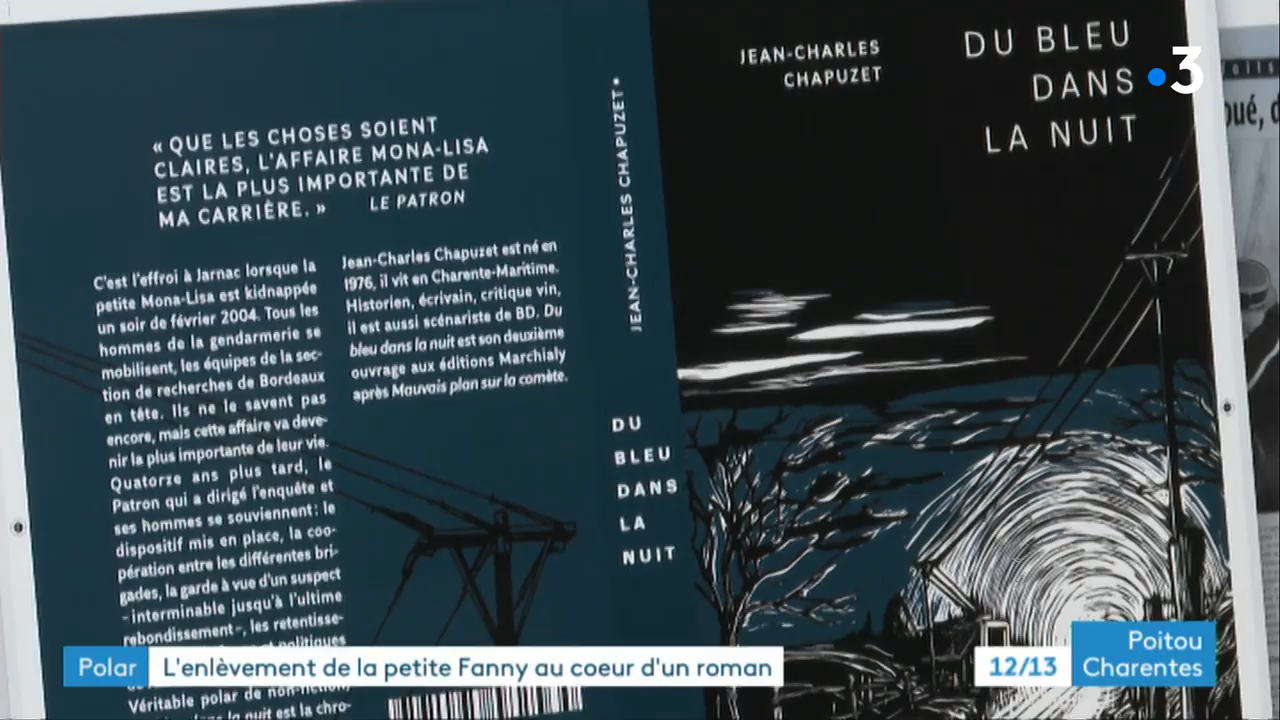 « QUE LES CHOSES SOIENT
CLAIRES, L'AFFAIRE MONA-LISA
EST LA PLUS IMPORTANTE DE
MA CARRIÈRE. » LE PATRON
C'est l'effroi à Jarnac lorsque la
petite Mona-Lisa est kidnappée
un soir de février 2004. Tous les
hommes de la gendarmerie se
mobilisent, les équipes de la sec-
tion de recherches de Bordeaux
en tête. Ils ne le savent pas
encore, mais cette affaire va deve-
nir la plus importante de leur vie.
Quatorze ans plus tard, le
Patron qui a dirigé l'enquête et
ses hommes se souviennent : le
dispositif mis en place, la coo-
pération entre les différentes bri-
gades, la garde à vue d'un suspect
- interminable jusqu'à l'ultime
rebondissement -, les retentisse-
politiques
Véritable polar de non-fiction,
la nuit est la chro-
Jean-Charles Chapuzet est né en
1976, il vit en Charente-Maritime.
Historien, écrivain, critique vin,
il est aussi scénariste de BD. Du
bleu dans la nuit est son deuxième
ouvrage aux éditions Marchialy
après Mauvais plan sur la comète.
JEAN-CHARLES CHAPUZET
DU
BLEU
DANS
LA
NUIT
JEAN-CHARLES
CHAPUZET
DU BLEU
DANS
LA NUIT
3
Polar
L'enlèvement de la petite Fanny au coeur d'un roman
12/13
Poitou
Charentes